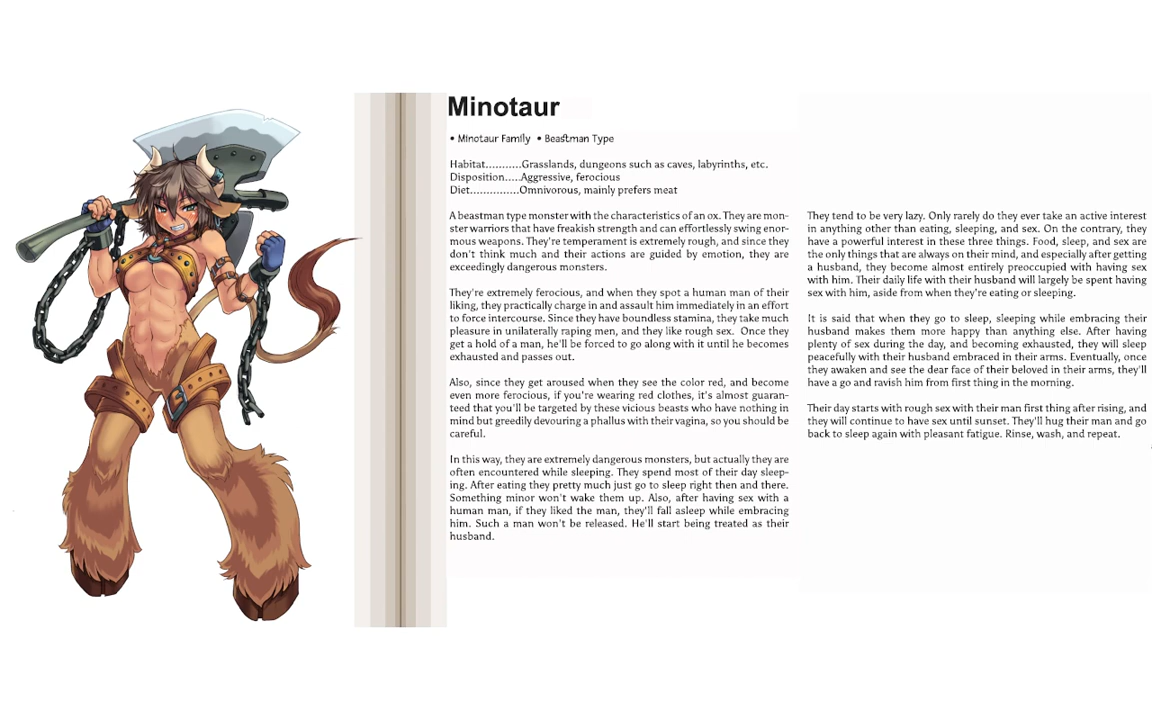 Minotaur
• Minotaur Family • Beastman Type
Habitat...........Grasslands, dungeons such as caves, labyrinths, etc.
Disposition.....Aggressive, ferocious
Diet...............Omnivorous, mainly prefers meat
A beastman type monster with the characteristics of an ox. They are mon-
ster warriors that have freakish strength and can effortlessly swing enor-
mous weapons. They're temperament is extremely rough, and since they
don't think much and their actions are guided by emotion, they are
exceedingly dangerous monsters.
They're extremely ferocious, and when they spot a human man of their
liking, they practically charge in and assault him immediately in an effort
to force intercourse. Since they have boundless stamina, they take much
pleasure in unilaterally raping men, and they like rough sex. Once they
get a hold of a man, he'll be forced to go along with it until he becomes
exhausted and passes out.
Also, since they get aroused when they see the color red, and become
even more ferocious, if you're wearing red clothes, it's almost guaran-
teed that you'll be targeted by these vicious beasts who have nothing in
mind but greedily devouring a phallus with their vagina, so you should be
careful.
In this way, they are extremely dangerous monsters, but actually they are
often encountered while sleeping. They spend most of their day sleep-
ing. After eating they pretty much just go to sleep right then and there.
Something minor won't wake them up. Also, after having sex with a
human man, if they liked the man, they'll fall asleep while embracing
him. Such a man won't be released. He'll start being treated as their
husband.
They tend to be very lazy. Only rarely do they ever take an active interest
in anything other than eating, sleeping, and sex. On the contrary, they
have a powerful interest in these three things. Food, sleep, and sex are
the only things that are always on their mind, and especially after getting
a husband, they become almost entirely preoccupied with having sex
with him. Their daily life with their husband will largely be spent having
sex with him, aside from when they're eating or sleeping.
It is said that when they go to sleep, sleeping while embracing their
husband makes them more happy than anything else. After having
plenty of sex during the day, and becoming exhausted, they will sleep
peacefully with their husband embraced in their arms. Eventually, once
they awaken and see the dear face of their beloved in their arms, they'll
have a go and ravish him from first thing in the morning.
Their day starts with rough sex with their man first thing after rising, and
they will continue to have sex until sunset. They'll hug their man and go
back to sleep again with pleasant fatigue. Rinse, wash, and repeat.